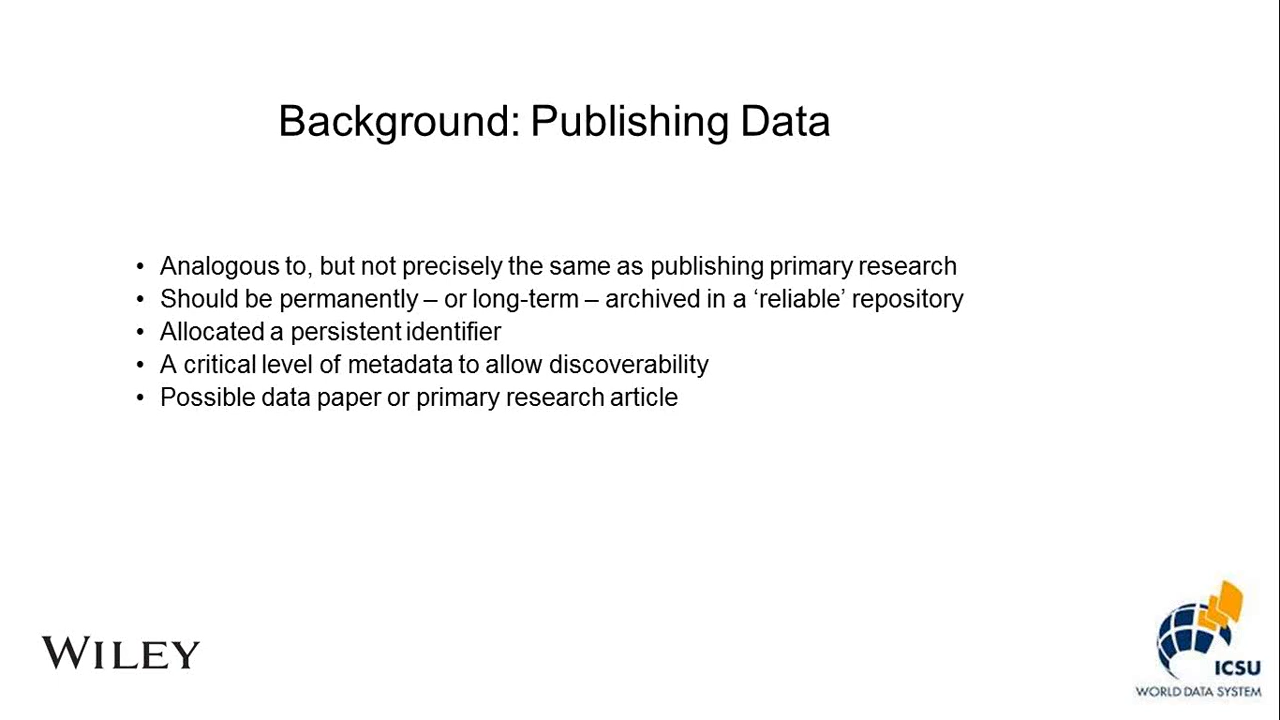 Background: Publishing Data
• Analogous to, but not precisely the same as publishing primary research
• Should be permanently – or long-term – archived in a ‘reliable’ repository
• Allocated a persistent identifier
• A critical level of metadata to allow discoverability
• Possible data paper or primary research article
WILEY
ICSU
WORLD DATA SYSTEM